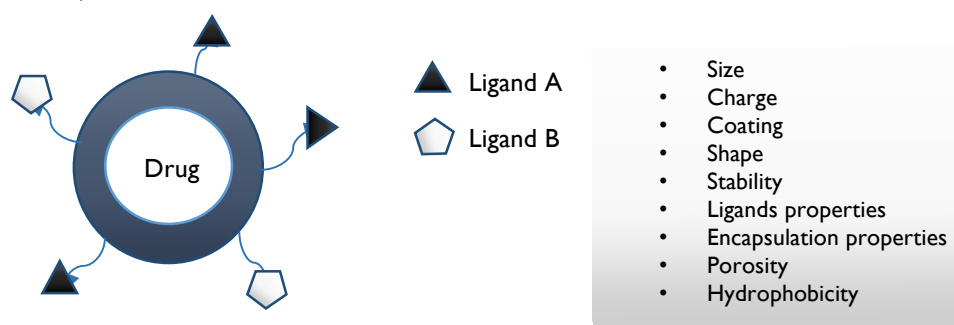 Drug
Ligand A
Ligand B
• Size
• Charge
• Coating
• Shape
• Stability
• Ligands properties
• Encapsulation properties
• Porosity
• Hydrophobicity